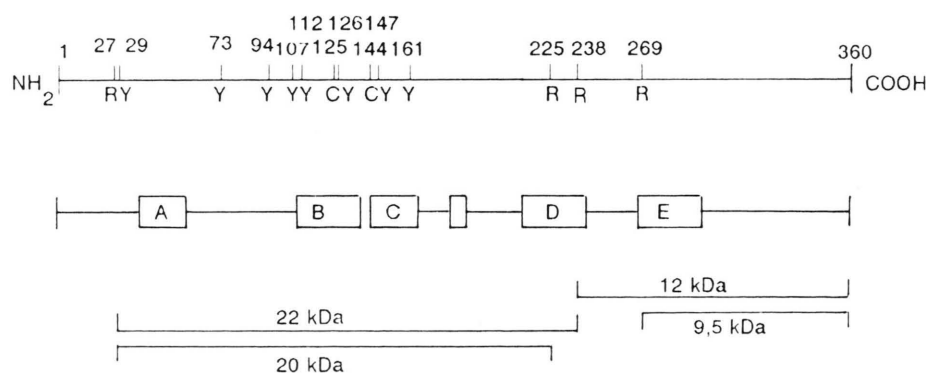 112 126 147
1 27 29 73 94 107 125 144 161 225 238 269 360
NH2 R Y Y Y Y Y C Y C Y Y R R R COOH
A B C D E
12 kDa
22 kDa
9,5 kDa
20 kDa